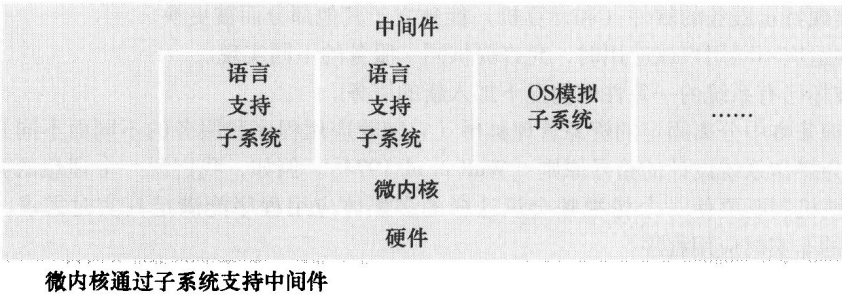 中间件
语言
支持
子系统
语言
支持
子系统
OS模拟
子系统
……
微内核
硬件
微内核通过子系统支持中间件